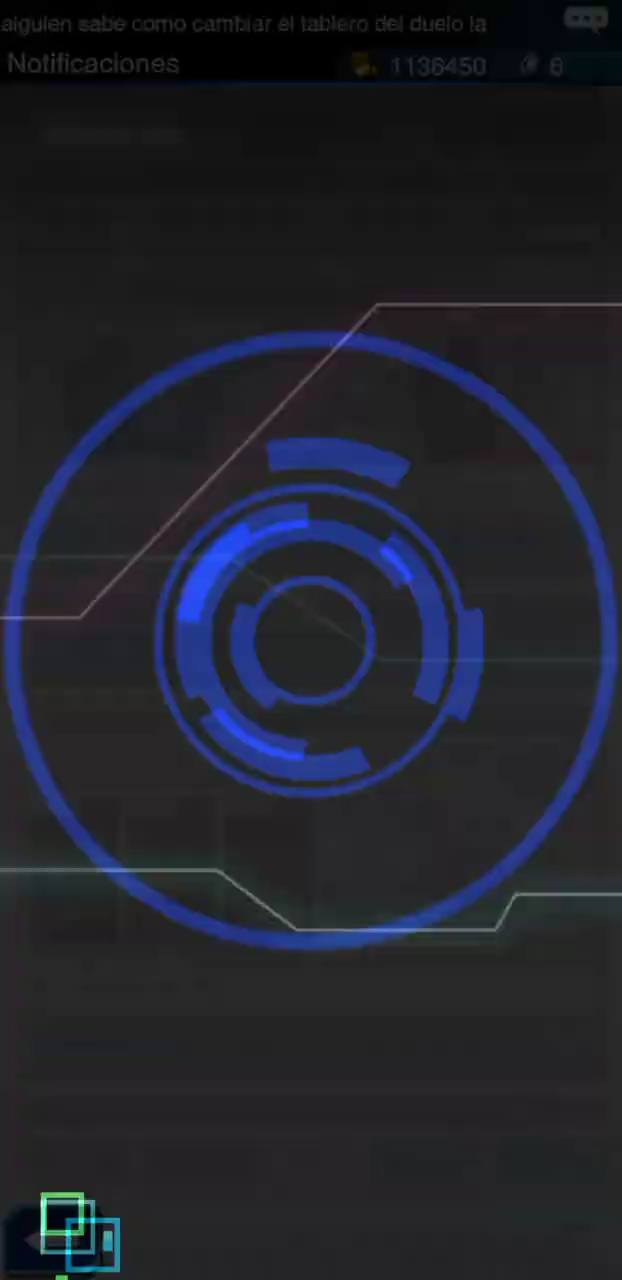 alguien sabe como cambiar el tablero del duelo la
Notificaciones
1136450
6